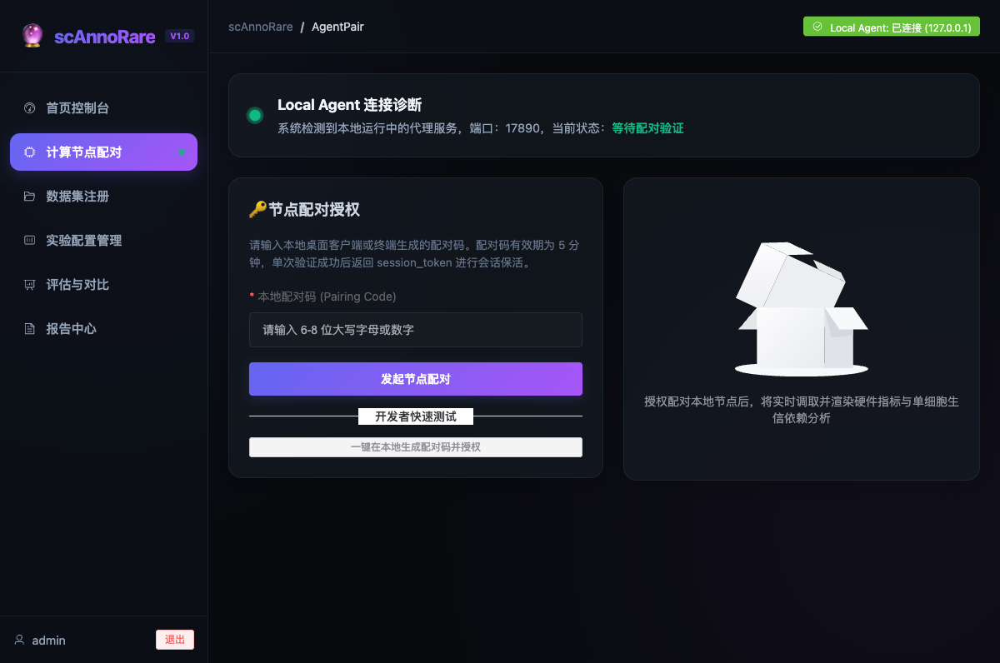 scAnnoRare V1.0
scAnnoRare / AgentPair
Local Agent: 已连接 (127.0.0.1)
首页控制台
计算节点配对
数据集注册
实验配置管理
评估与对比
报告中心
admin
退出
Local Agent 连接诊断
系统检测到本地运行中的代理服务，端口：17890，当前状态：等待配对验证
节点配对授权
请输入本地桌面客户端或终端生成的配对码。配对码有效期为 5 分
钟，单次验证成功后返回 session_token 进行会话保活。
* 本地配对码 (Pairing Code)
请输入 6-8 位大写字母或数字
发起节点配对
开发者快速测试
一键在本地生成配对码并授权
授权配对本地节点后，将实时调取并渲染硬件指标与单细胞生
信依赖分析